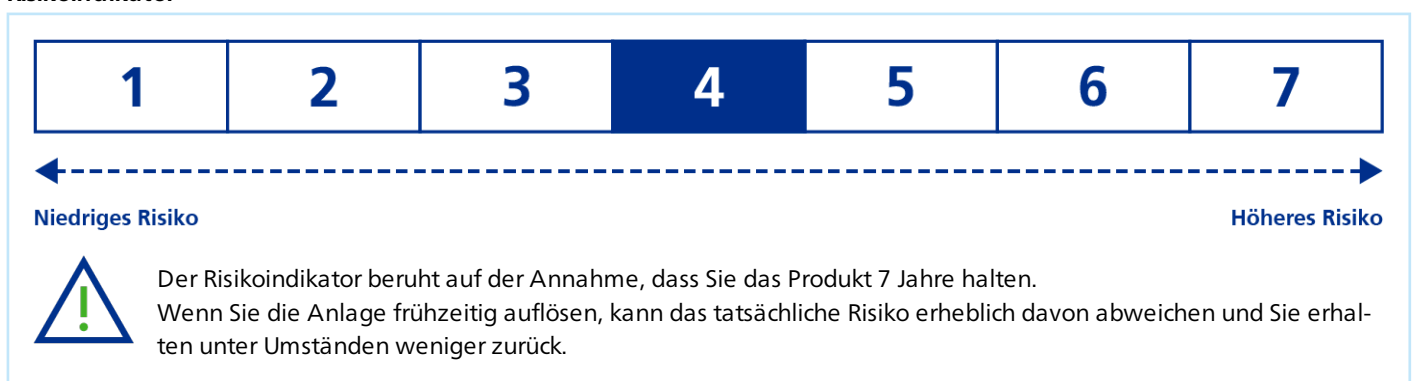 Risikoindikator
1 2 3 4 5 6 7
Niedriges Risiko Höheres Risiko
Der Risikoindikator beruht auf der Annahme, dass Sie das Produkt 7 Jahre halten.
Wenn Sie die Anlage frühzeitig auflösen, kann das tatsächliche Risiko erheblich davon abweichen und Sie erhal-
ten unter Umständen weniger zurück.